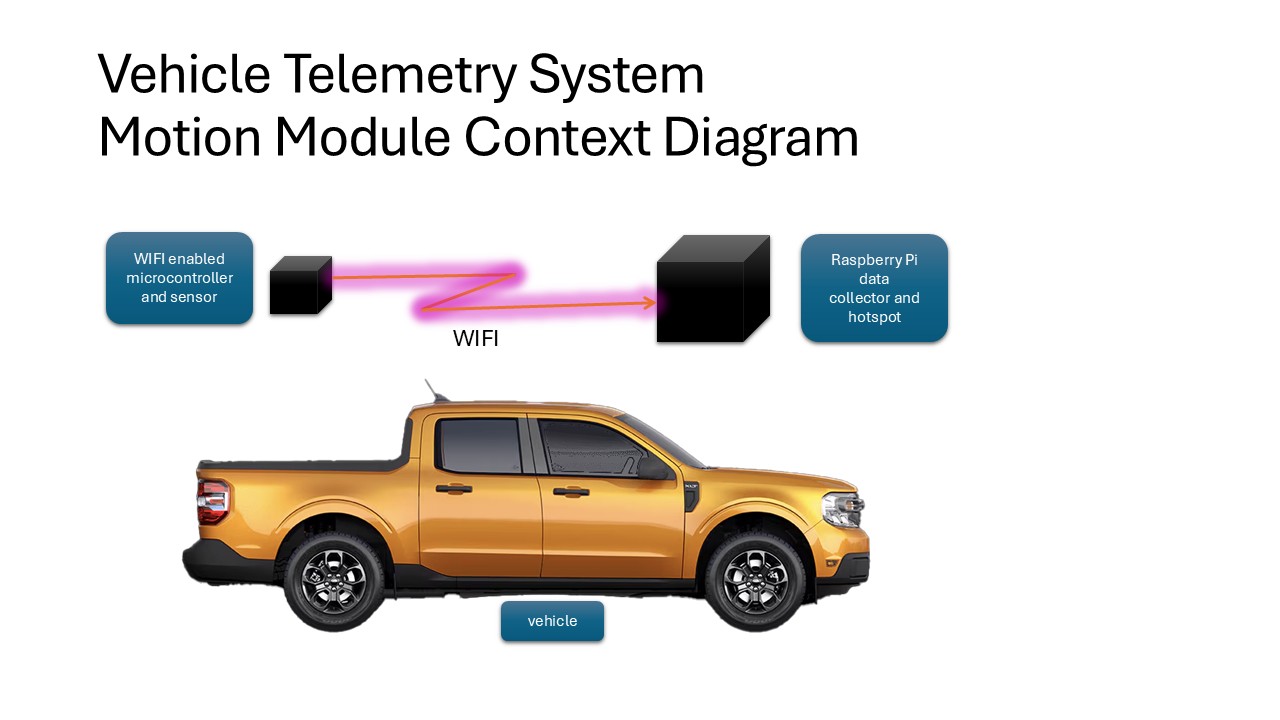 Vehicle Telemetry System
Motion Module Context Diagram
WIFI enabled
microcontroller
and sensor
WIFI
Raspberry Pi
data
collector and
hotspot
vehicle